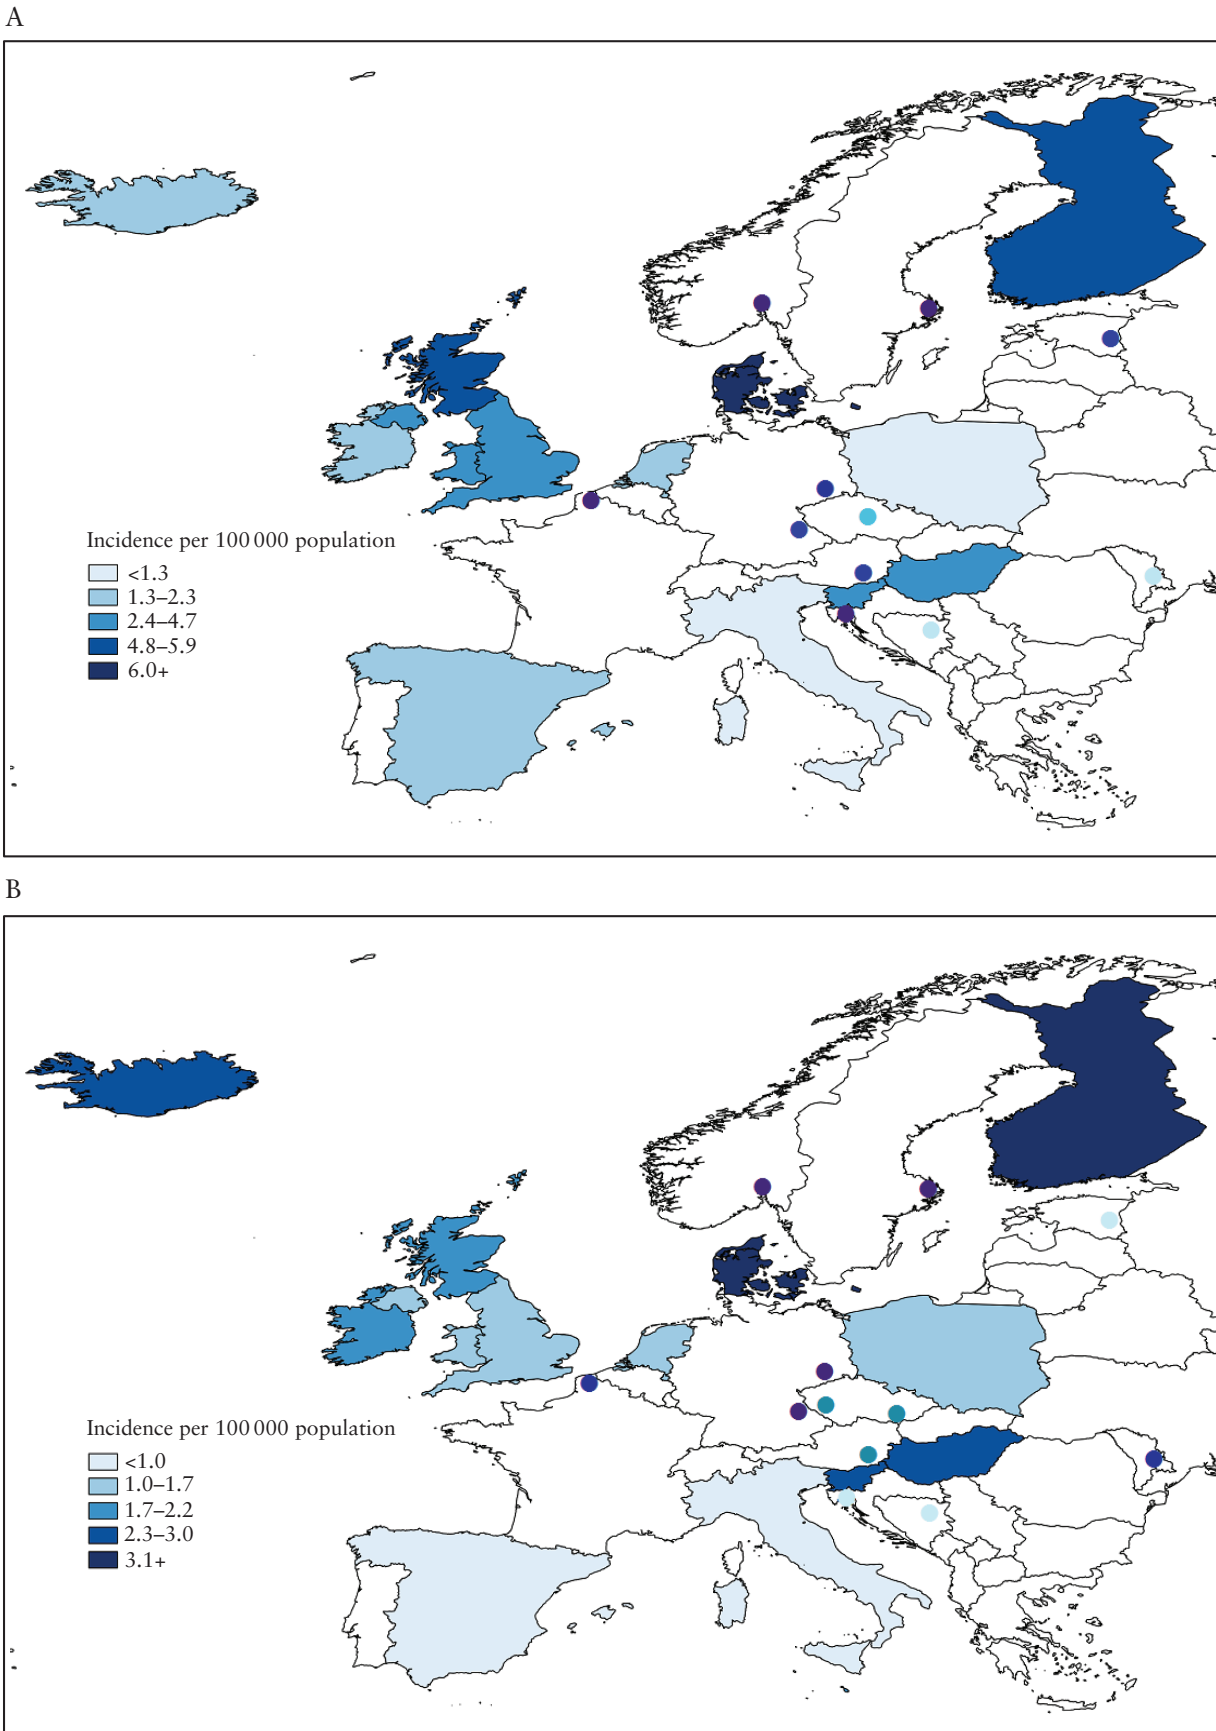 A
Incidence per 100 000 population
<1.3
1.3–2.3
2.4–4.7
4.8–5.9
6.0+
B
Incidence per 100 000 population
<1.0
1.0–1.7
1.7–2.2
2.3–3.0
3.1+